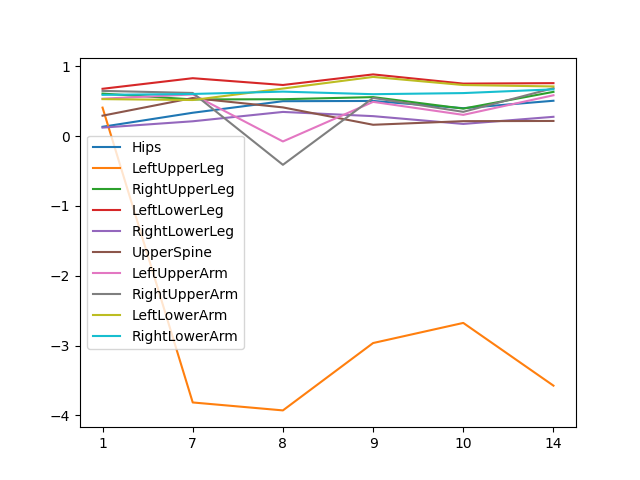 1
0
−1
−2
−3
−4
Hips
LeftUpperLeg
RightUpperLeg
LeftLowerLeg
RightLowerLeg
UpperSpine
LeftUpperArm
RightUpperArm
LeftLowerArm
RightLowerArm
1 7 8 9 10 14